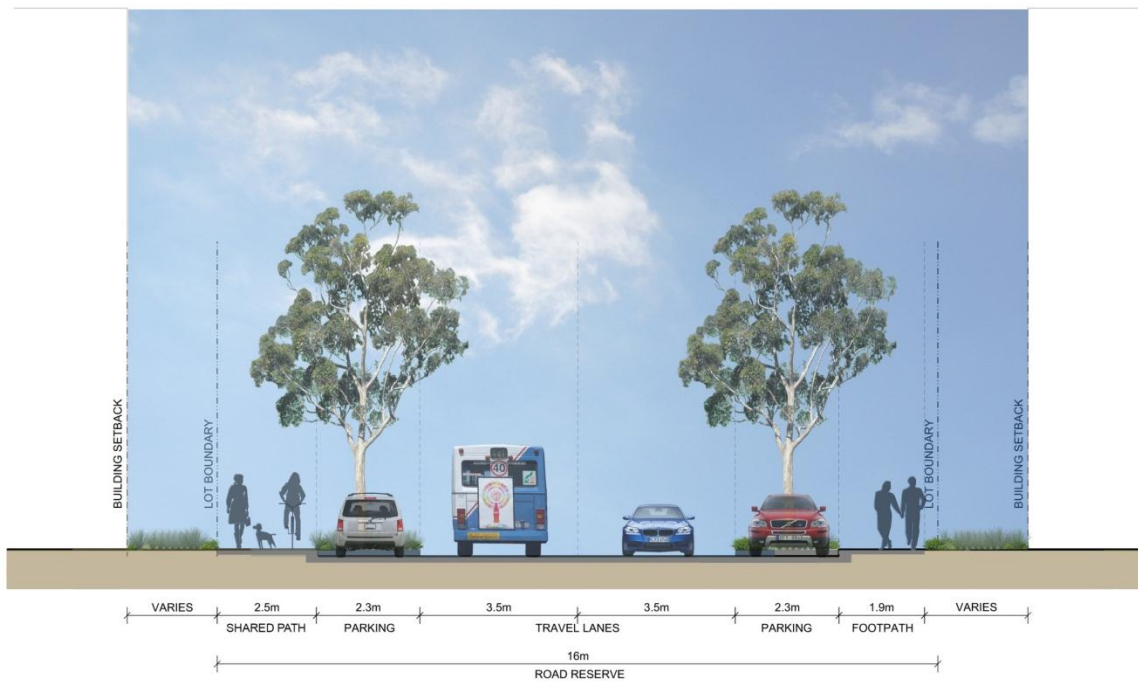 BUILDING SETBACK
LOT BOUNDARY
40
LOT BOUNDARY
BUILDING SETBACK
VARIES
2.5m
2.3m
3.5m
3.5m
2.3m
1.9m
VARIES
SHARED PATH
PARKING
TRAVEL LANES
PARKING
FOOTPATH
16m
ROAD RESERVE